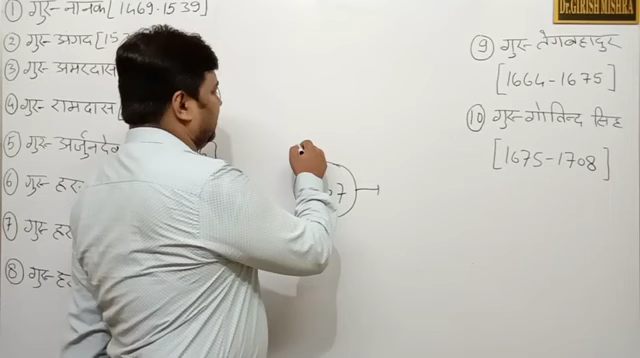 ① गुरु नानक [1469-1539]
② गुरु अंगद [15
③ गुरु अमरदास
④ गुरु रामदास
⑤ गुरु अर्जुनदेव
⑥ गुरु हर
⑦ गुरु हर
⑧ गुरु ह
7
Dr.GIRISH MISHRA
⑨ गुरु तेगबहादुर
[1664-1675]
⑩ गुरु गोविन्द सिंह
[1675-1708]